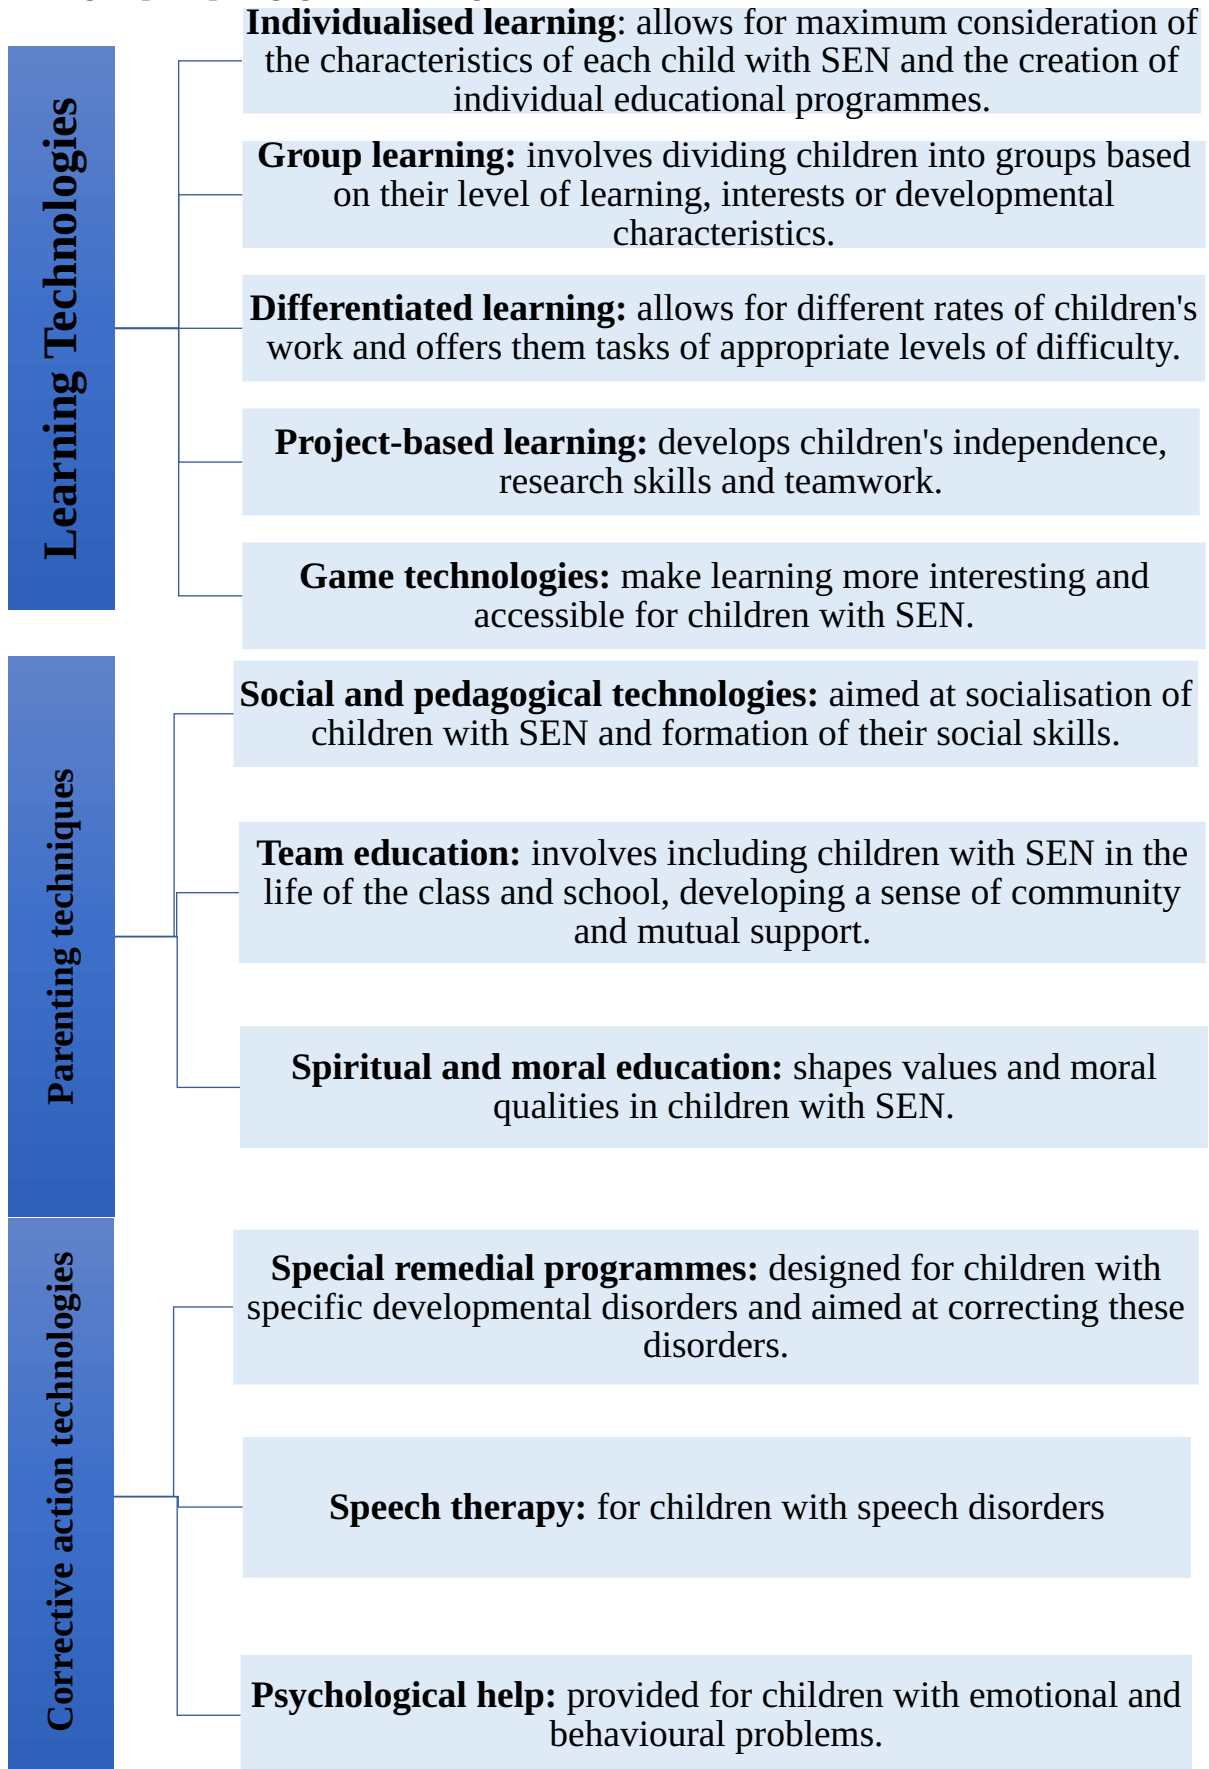 Learning Technologies
Individualised learning: allows for maximum consideration of
the characteristics of each child with SEN and the creation of
individual educational programmes.
Group learning: involves dividing children into groups based
on their level of learning, interests or developmental
characteristics.
Differentiated learning: allows for different rates of children's
work and offers them tasks of appropriate levels of difficulty.
Project-based learning: develops children's independence,
research skills and teamwork.
Game technologies: make learning more interesting and
accessible for children with SEN.
Parenting techniques
Social and pedagogical technologies: aimed at socialisation of
children with SEN and formation of their social skills.
Team education: involves including children with SEN in the
life of the class and school, developing a sense of community
and mutual support.
Spiritual and moral education: shapes values and moral
qualities in children with SEN.
Corrective action technologies
Special remedial programmes: designed for children with
specific developmental disorders and aimed at correcting these
disorders.
Speech therapy: for children with speech disorders
Psychological help: provided for children with emotional and
behavioural problems.